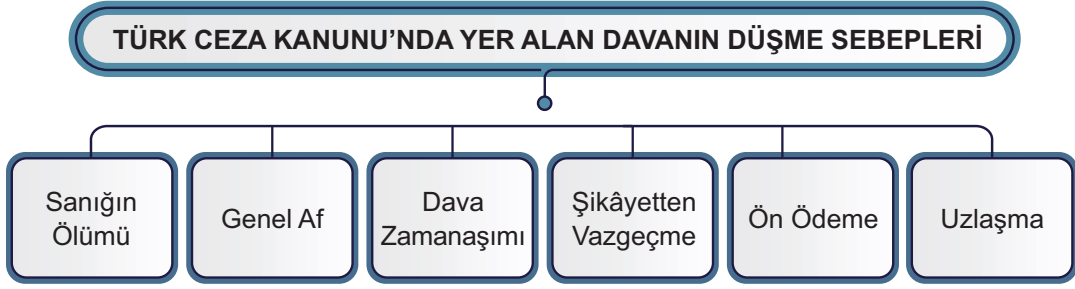 TÜRK CEZA KANUNU’NDA YER ALAN DAVANIN DÜŞME SEBEPLERİ
Sanığın
Ölümü
Genel Af
Dava
Zamanaşımı
Şikâyetten
Vazgeçme
Ön Ödeme
Uzlaşma